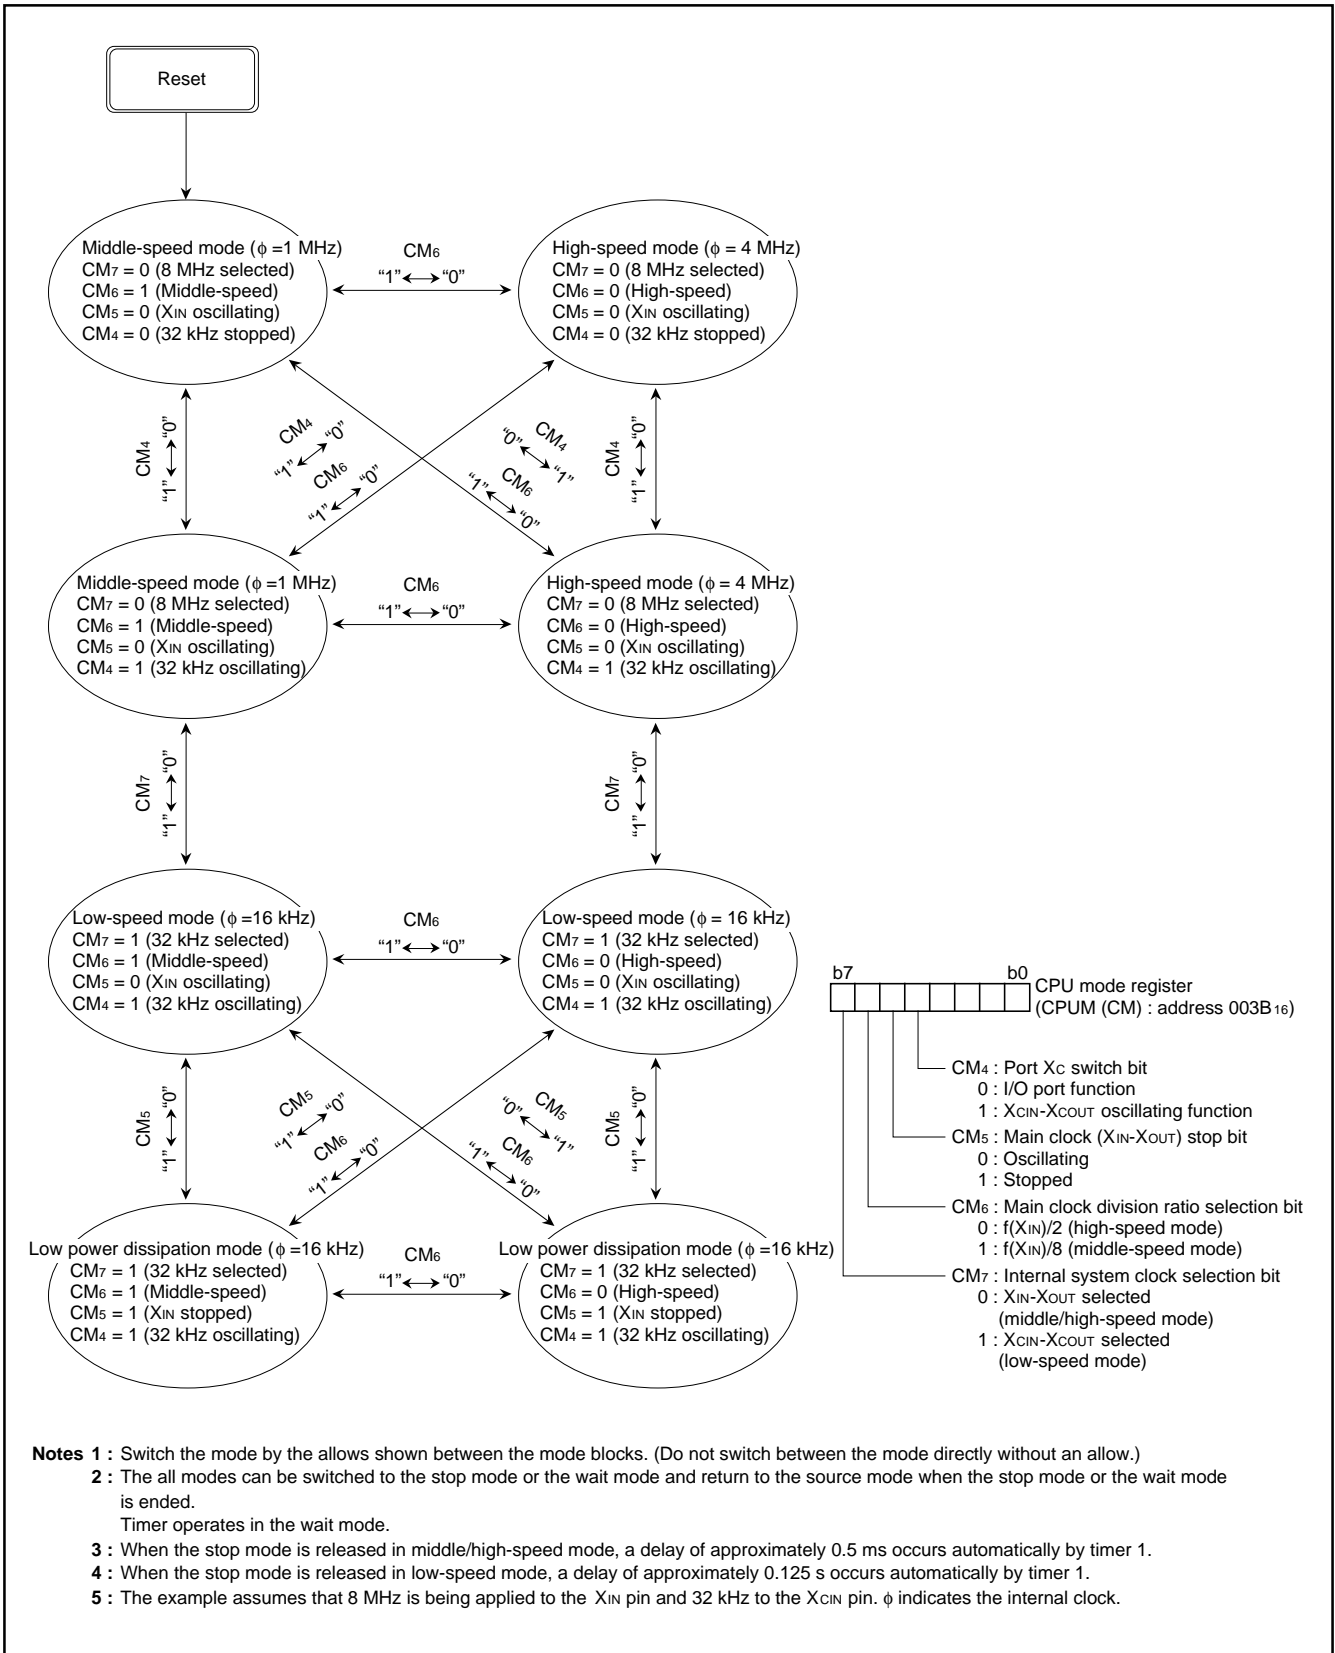 Reset
Middle-speed mode (ϕ =1 MHz)
CM7 = 0 (8 MHz selected)
CM6 = 1 (Middle-speed)
CM5 = 0 (XIN oscillating)
CM4 = 0 (32 kHz stopped)
CM6
“1” ⟷ “0”
High-speed mode (ϕ = 4 MHz)
CM7 = 0 (8 MHz selected)
CM6 = 0 (High-speed)
CM5 = 0 (XIN oscillating)
CM4 = 0 (32 kHz stopped)
CM4
“1” ⟷ “0”
CM4
“1” ⟷ “0”
CM6
“1” ⟷ “0”
CM4
“0” ⟷ “1”
CM6
“1” ⟷ “0”
CM4
“1” ⟷ “0”
Middle-speed mode (ϕ =1 MHz)
CM7 = 0 (8 MHz selected)
CM6 = 1 (Middle-speed)
CM5 = 0 (XIN oscillating)
CM4 = 1 (32 kHz oscillating)
CM6
“1” ⟷ “0”
High-speed mode (ϕ = 4 MHz)
CM7 = 0 (8 MHz selected)
CM6 = 0 (High-speed)
CM5 = 0 (XIN oscillating)
CM4 = 1 (32 kHz oscillating)
CM7
“1” ⟷ “0”
CM7
“1” ⟷ “0”
Low-speed mode (ϕ =16 kHz)
CM7 = 1 (32 kHz selected)
CM6 = 1 (Middle-speed)
CM5 = 0 (XIN oscillating)
CM4 = 1 (32 kHz oscillating)
CM6
“1” ⟷ “0”
Low-speed mode (ϕ = 16 kHz)
CM7 = 1 (32 kHz selected)
CM6 = 0 (High-speed)
CM5 = 0 (XIN oscillating)
CM4 = 1 (32 kHz oscillating)
CM5
“1” ⟷ “0”
CM5
“1” ⟷ “0”
CM6
“1” ⟷ “0”
CM5
“0” ⟷ “1”
CM6
“1” ⟷ “0”
CM5
“1” ⟷ “0”
Low power dissipation mode (ϕ =16 kHz)
CM7 = 1 (32 kHz selected)
CM6 = 1 (Middle-speed)
CM5 = 1 (XIN stopped)
CM4 = 1 (32 kHz oscillating)
CM6
“1” ⟷ “0”
Low power dissipation mode (ϕ =16 kHz)
CM7 = 1 (32 kHz selected)
CM6 = 0 (High-speed)
CM5 = 1 (XIN stopped)
CM4 = 1 (32 kHz oscillating)
b7 b0
CPU mode register
(CPUM (CM) : address 003B16)
CM4 : Port XC switch bit
0 : I/O port function
1 : XCIN-XCOUT oscillating function
CM5 : Main clock (XIN-XOUT) stop bit
0 : Oscillating
1 : Stopped
CM6 : Main clock division ratio selection bit
0 : f(XIN)/2 (high-speed mode)
1 : f(XIN)/8 (middle-speed mode)
CM7 : Internal system clock selection bit
0 : XIN-XOUT selected
(middle/high-speed mode)
1 : XCIN-XCOUT selected
(low-speed mode)
Notes 1 : Switch the mode by the allows shown between the mode blocks. (Do not switch between the mode directly without an allow.)
2 : The all modes can be switched to the stop mode or the wait mode and return to the source mode when the stop mode or the wait mode
is ended.
Timer operates in the wait mode.
3 : When the stop mode is released in middle/high-speed mode, a delay of approximately 0.5 ms occurs automatically by timer 1.
4 : When the stop mode is released in low-speed mode, a delay of approximately 0.125 s occurs automatically by timer 1.
5 : The example assumes that 8 MHz is being applied to the XIN pin and 32 kHz to the XCIN pin. ϕ indicates the internal clock.